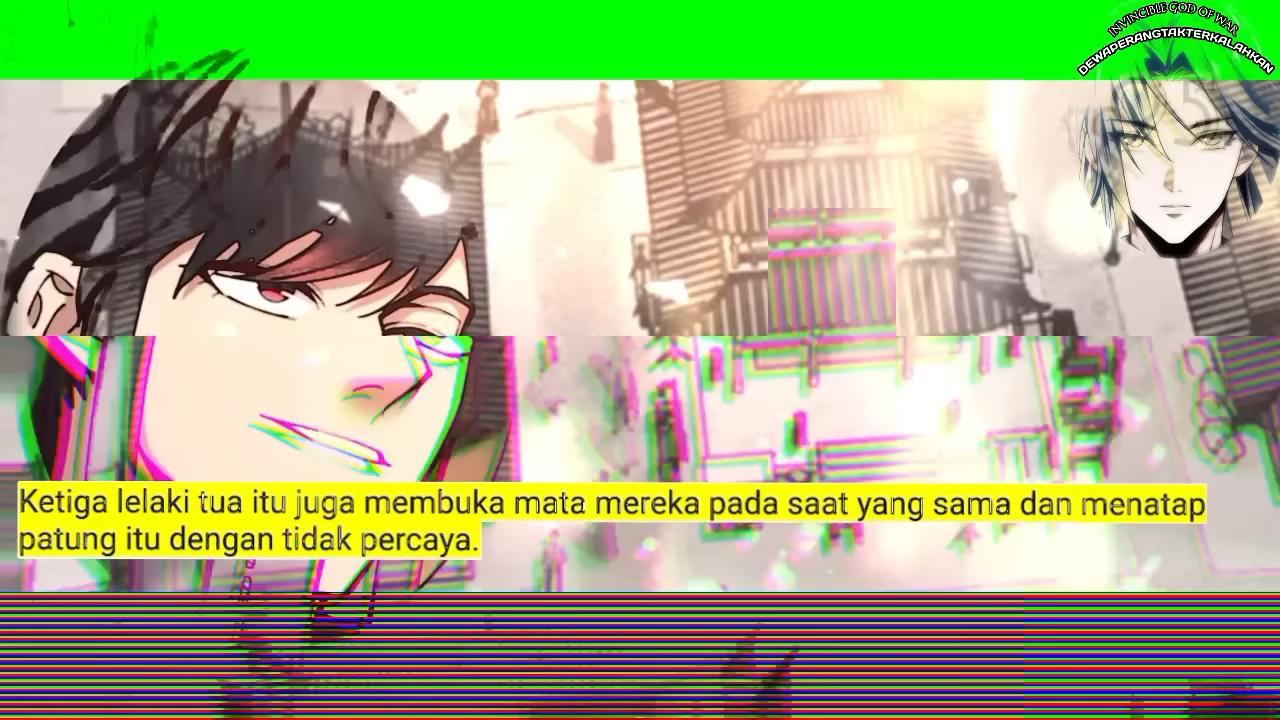 INVINCIBLE GOD OF WAR
DEWAPERANGTAKTERKALAHKAN
Ketiga lelaki tua itu juga membuka mata mereka pada saat yang sama dan menatap
patung itu dengan tidak percaya.